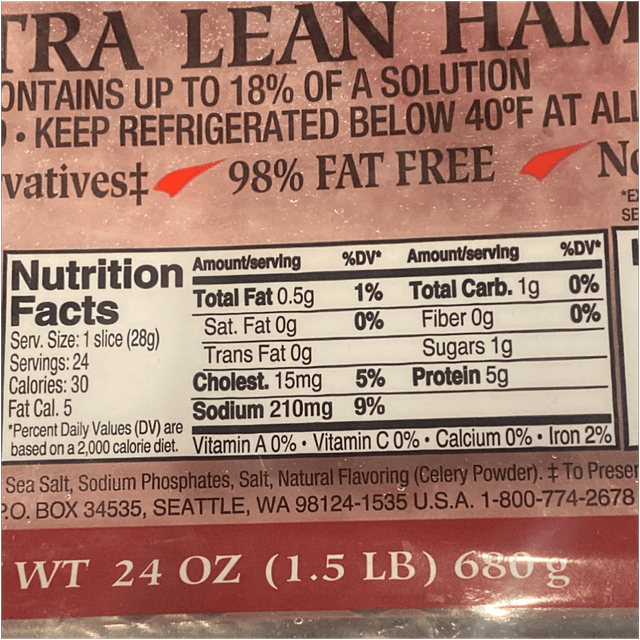 TRA LEAN HAM
ONTAINS UP TO 18% OF A SOLUTION
• KEEP REFRIGERATED BELOW 40ºF AT ALL
vatives‡ 98% FAT FREE No
*EX
SE
Nutrition
Facts
Serv. Size: 1 slice (28g)
Servings: 24
Calories: 30
Fat Cal. 5
*Percent Daily Values (DV) are
based on a 2,000 calorie diet.
Amount/serving %DV* Amount/serving %DV*
Total Fat 0.5g 1% Total Carb. 1g 0%
Sat. Fat 0g 0% Fiber 0g 0%
Trans Fat 0g Sugars 1g
Cholest. 15mg 5% Protein 5g
Sodium 210mg 9%
Vitamin A 0% • Vitamin C 0% • Calcium 0% • Iron 2%
Sea Salt, Sodium Phosphates, Salt, Natural Flavoring (Celery Powder). ‡ To Preser
P.O. BOX 34535, SEATTLE, WA 98124-1535 U.S.A. 1-800-774-2678
WT 24 OZ (1.5 LB) 680 g